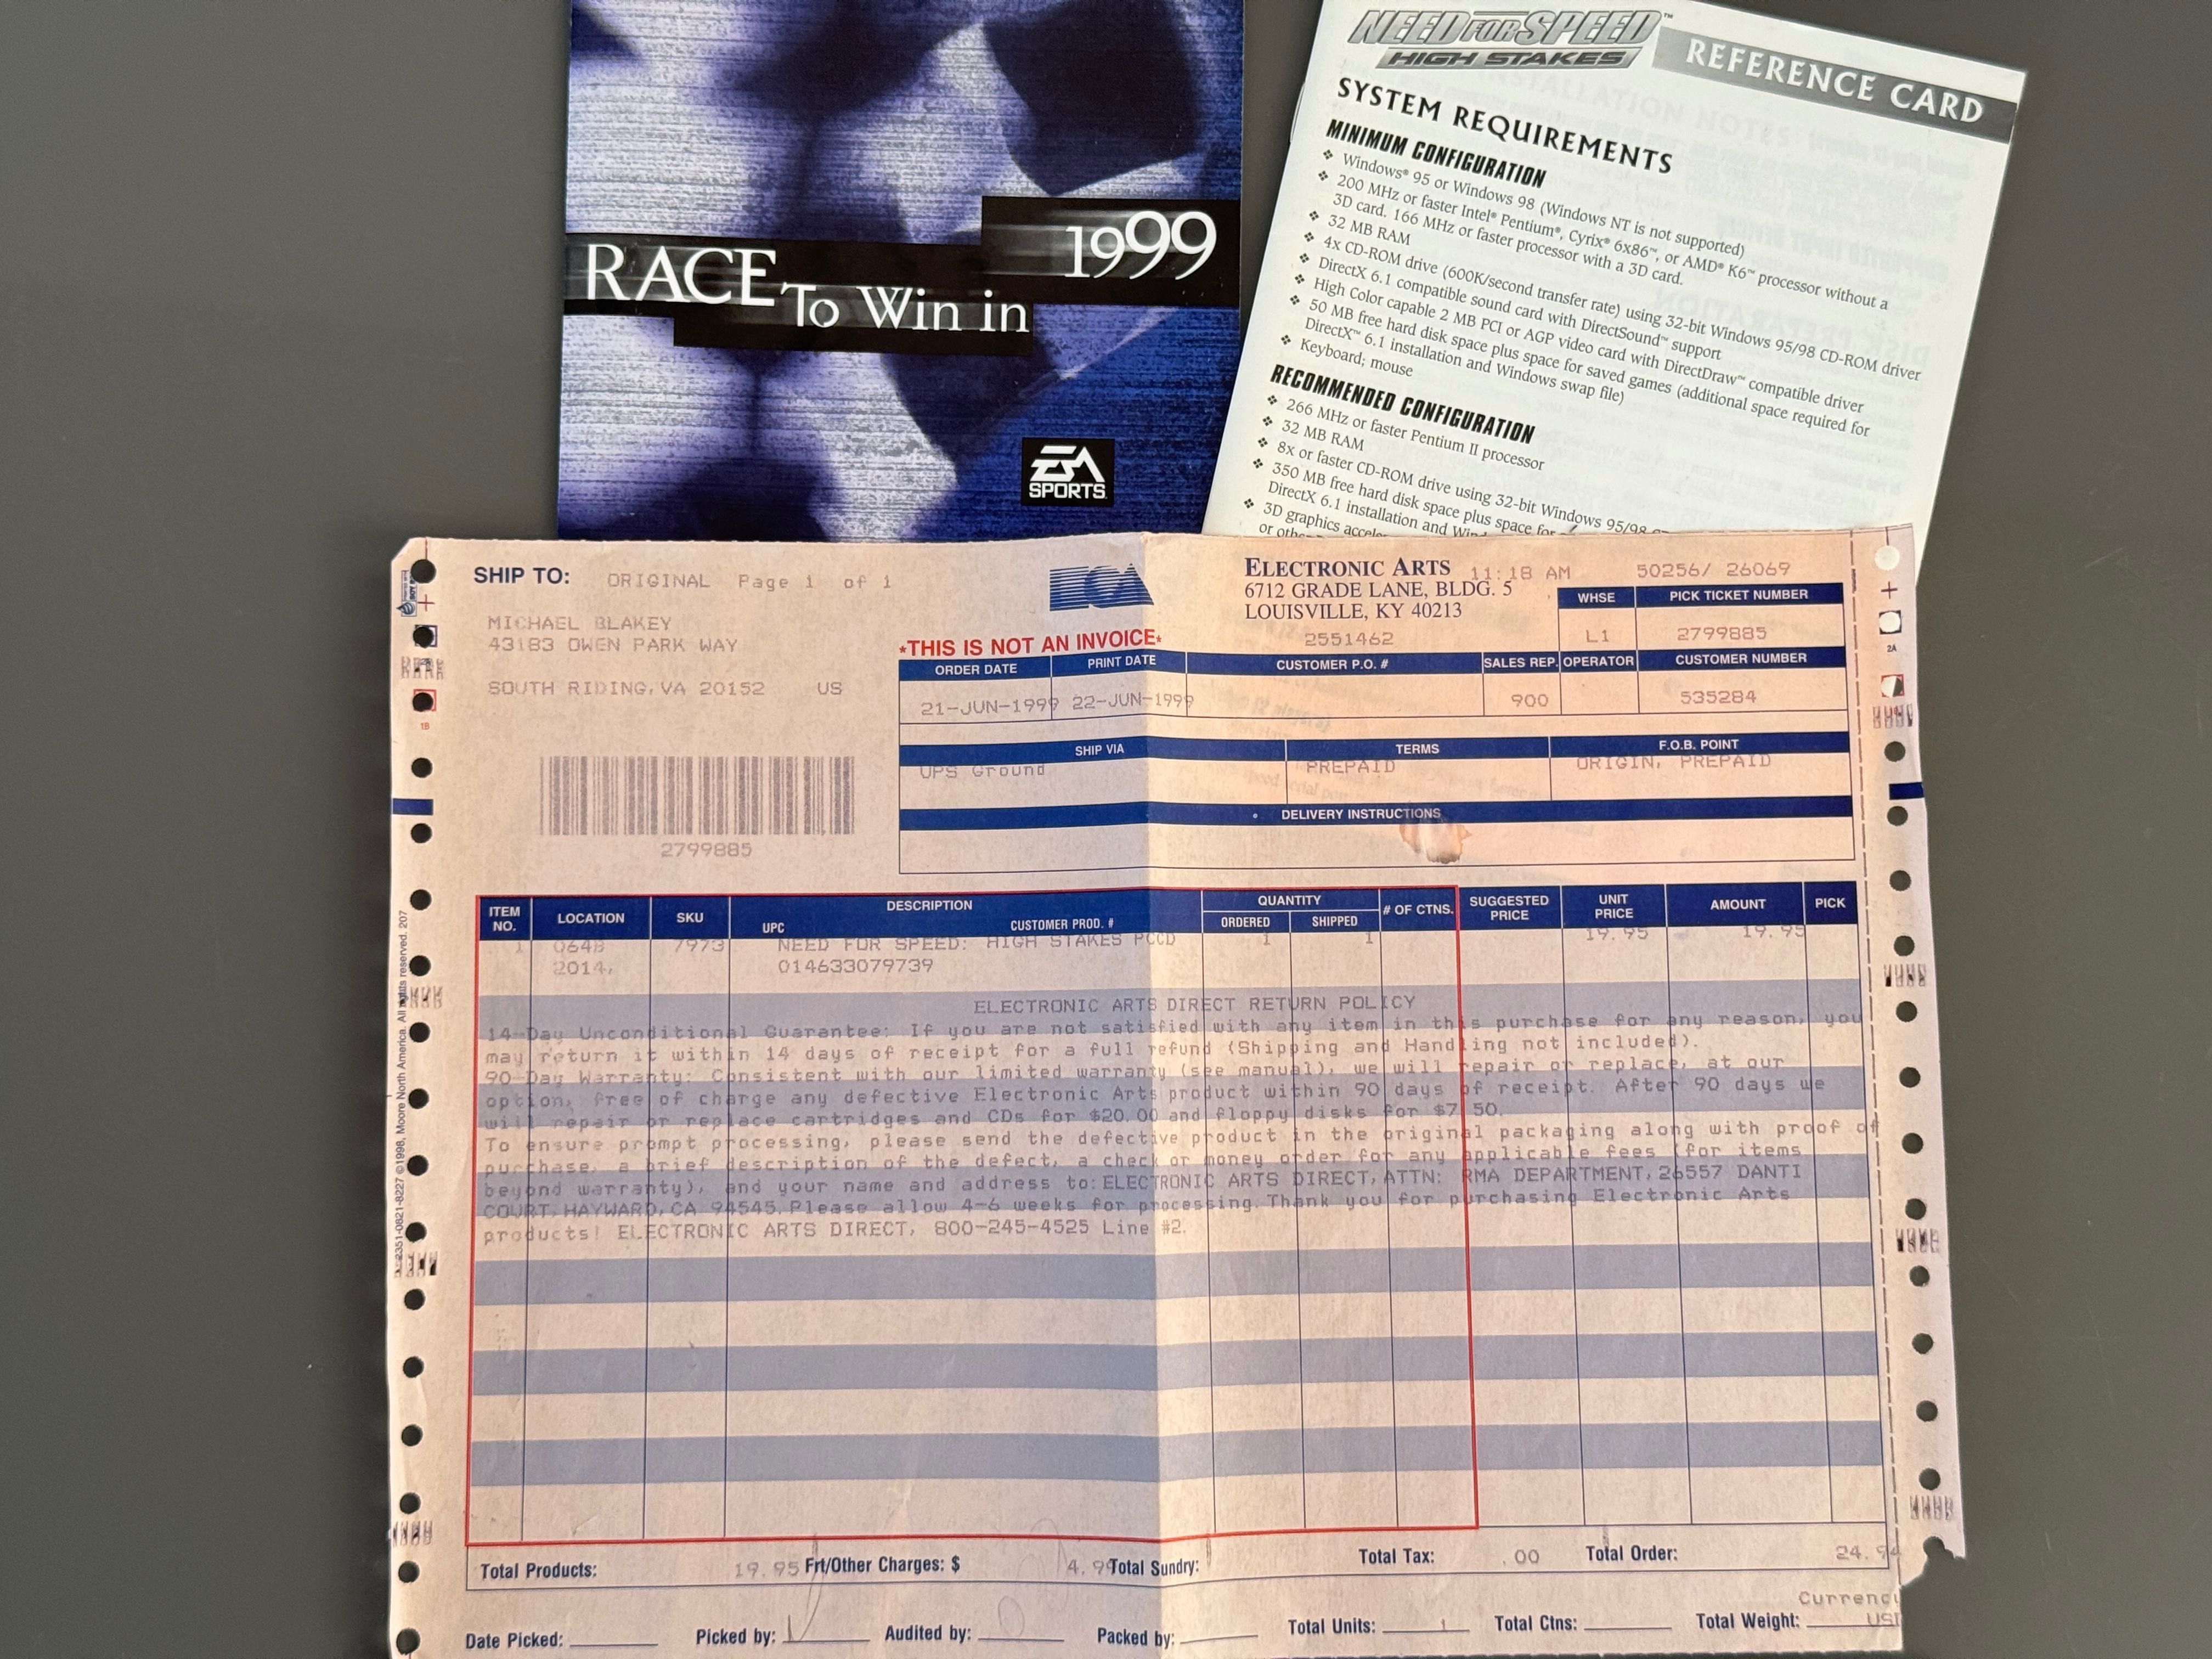 RACE To Win in 1999
EA
SPORTS
NEED FOR SPEED™
HIGH STAKES
REFERENCE CARD
SYSTEM REQUIREMENTS
MINIMUM CONFIGURATION
❖ Windows® 95 or Windows 98 (Windows NT is not supported)
❖ 200 MHz or faster Intel® Pentium®, Cyrix® 6x86™, or AMD® K6™ processor without a
3D card. 166 MHz or faster processor with a 3D card.
❖ 32 MB RAM
❖ 4x CD-ROM drive (600K/second transfer rate) using 32-bit Windows 95/98 CD-ROM driver
❖ DirectX 6.1 compatible sound card with DirectSound™ support
❖ High Color capable 2 MB PCI or AGP video card with DirectDraw™ compatible driver
❖ 50 MB free hard disk space plus space for saved games (additional space required for
DirectX™ 6.1 installation and Windows swap file)
❖ Keyboard; mouse
RECOMMENDED CONFIGURATION
❖ 266 MHz or faster Pentium II processor
❖ 32 MB RAM
❖ 8x or faster CD-ROM drive using 32-bit Windows 95/98
❖ 350 MB free hard disk space plus space for
DirectX 6.1 installation and
❖ 3D graphics
or
SHIP TO: ORIGINAL Page 1 of 1
MICHAEL BLAKEY
43183 OWEN PARK WAY
SOUTH RIDING, VA 20152 US
2799885
EA
ELECTRONIC ARTS 11:18 AM 50256/ 26069
6712 GRADE LANE, BLDG. 5
LOUISVILLE, KY 40213
2551462
*THIS IS NOT AN INVOICE*
WHSE PICK TICKET NUMBER
L1 2799885
ORDER DATE PRINT DATE CUSTOMER P.O. # SALES REP. OPERATOR CUSTOMER NUMBER
21-JUN-1999 22-JUN-1999 900 535284
SHIP VIA TERMS F.O.B. POINT
UPS Ground PREPAID ORIGIN, PREPAID
DELIVERY INSTRUCTIONS
ITEM NO. LOCATION SKU DESCRIPTION UPC CUSTOMER PROD. # QUANTITY ORDERED SHIPPED # OF CTNS. SUGGESTED PRICE UNIT PRICE AMOUNT PICK
1 064B 7973 NEED FOR SPEED: HIGH STAKES PCCD 1 1 19.95 19.95
2014, 014633079739
ELECTRONIC ARTS DIRECT RETURN POLICY
14-Day Unconditional Guarantee: If you are not satisfied with any item in this purchase for any reason, you
may return it within 14 days of receipt for a full refund (Shipping and Handling not included).
90-Day Warranty: Consistent with our limited warranty (see manual), we will repair or replace, at our
option, free of charge any defective Electronic Arts product within 90 days of receipt. After 90 days we
will repair or replace cartridges and CDs for $20.00 and floppy disks for $7.50.
To ensure prompt processing, please send the defective product in the original packaging along with proof of
purchase, a brief description of the defect, a check or money order for any applicable fees (for items
beyond warranty), and your name and address to: ELECTRONIC ARTS DIRECT, ATTN: RMA DEPARTMENT, 26557 DANTI
COURT, HAYWARD, CA 94545. Please allow 4-6 weeks for processing. Thank you for purchasing Electronic Arts
products! ELECTRONIC ARTS DIRECT, 800-245-4525 Line #2.
Total Products: 19.95 Frt/Other Charges: $ 4.99 Total Sundry: Total Tax: .00 Total Order: 24.94
Currency
USD
Date Picked: Picked by: Audited by: Packed by: Total Units: 1 Total Ctns: Total Weight:
2351-0821-8227 ©1998, Moore North America. All rights reserved. 207
1B
2A